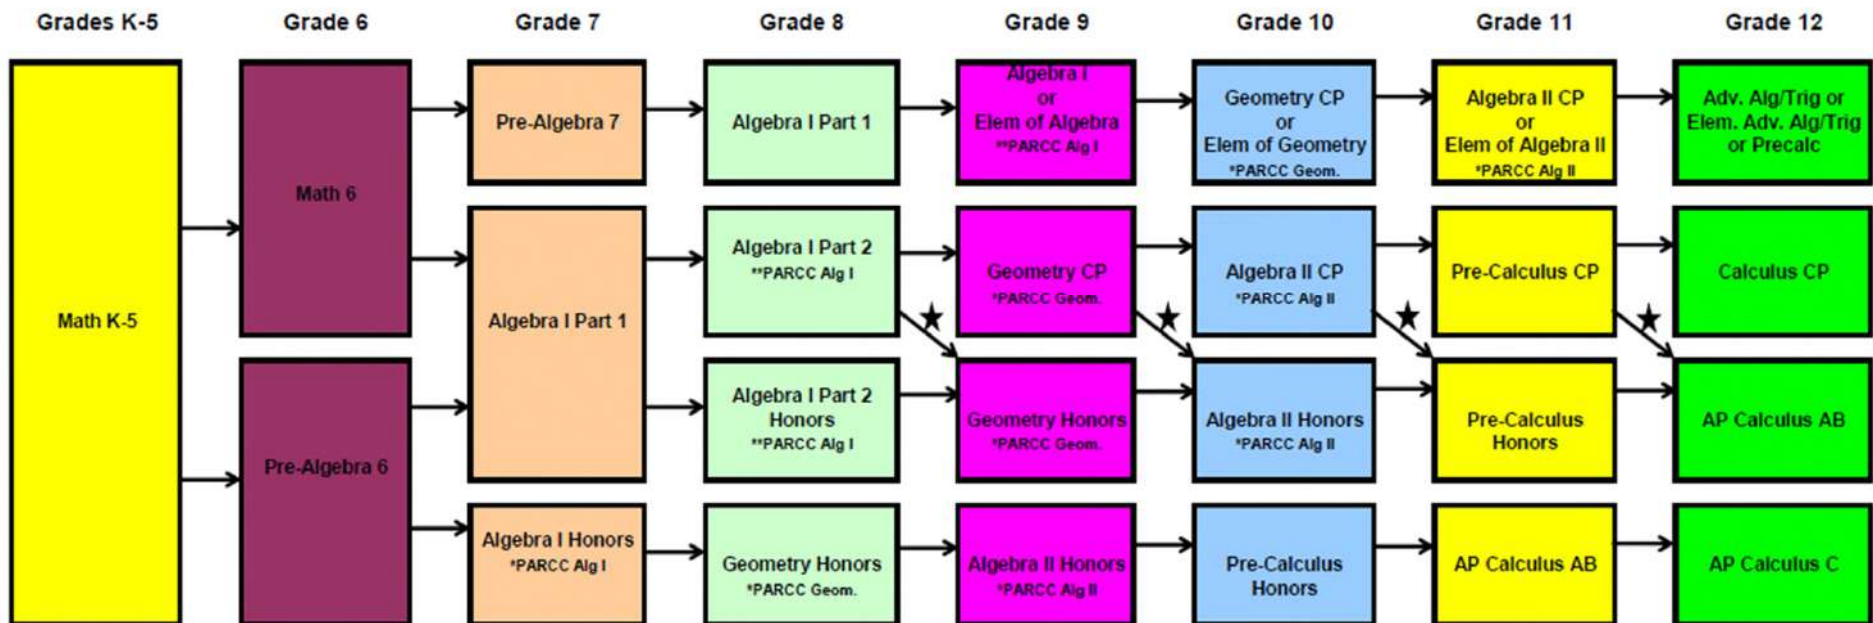 Grades K-5
Grade 6
Grade 7
Grade 8
Grade 9
Grade 10
Grade 11
Grade 12
Math K-5
Math 6
Pre-Algebra 6
Pre-Algebra 7
Algebra I Part 1
Algebra I Honors
*PARCC Alg I
Algebra I Part 1
Algebra I Part 2
**PARCC Alg I
Algebra I Part 2
Honors
**PARCC Alg I
Geometry Honors
*PARCC Geom.
Algebra I
or
Elem of Algebra
**PARCC Alg I
Geometry CP
*PARCC Geom.
Geometry Honors
*PARCC Geom.
Algebra II Honors
*PARCC Alg II
Geometry CP
or
Elem of Geometry
*PARCC Geom.
Algebra II CP
*PARCC Alg II
Algebra II Honors
*PARCC Alg II
Pre-Calculus
Honors
Algebra II CP
or
Elem of Algebra II
*PARCC Alg II
Pre-Calculus CP
Pre-Calculus
Honors
AP Calculus AB
Adv. Alg/Trig or
Elem. Adv. Alg/Trig
or Precalc
Calculus CP
AP Calculus AB
AP Calculus C